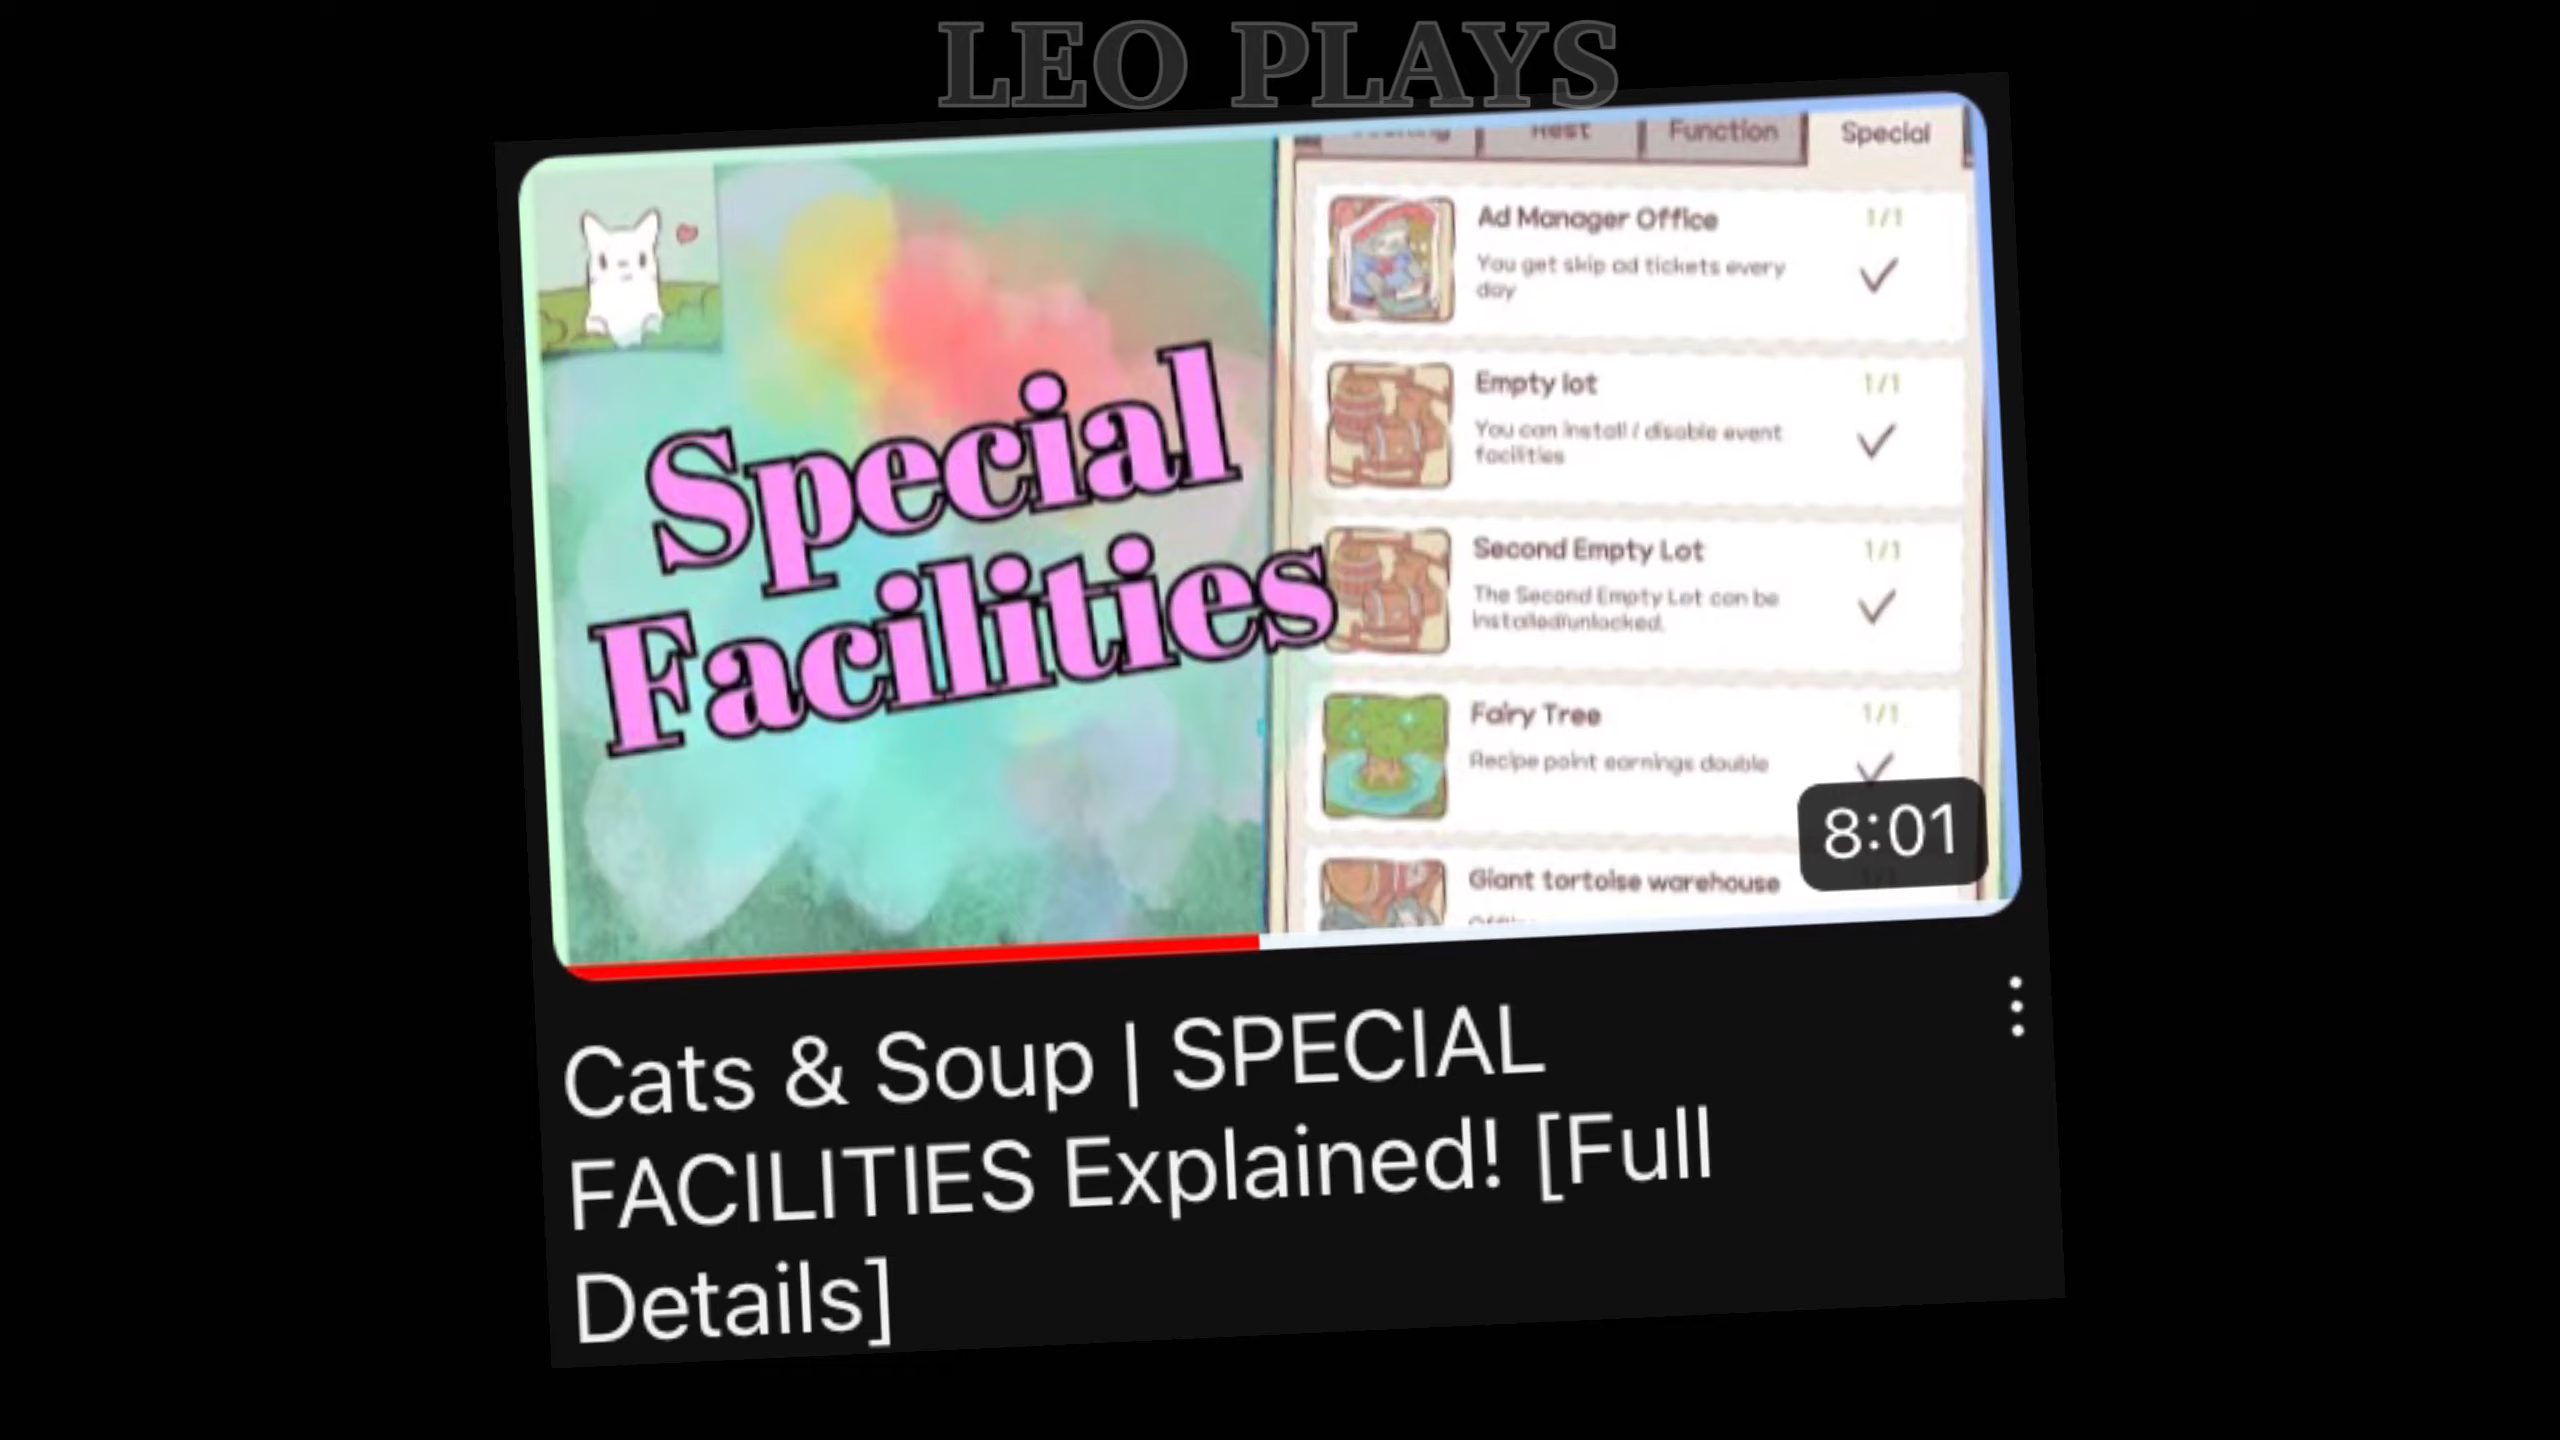 LEO PLAYS
Rest
Function
Special
Special
Facilities
Ad Manager Office
1/1
You get skip ad tickets every
day
Empty lot
1/1
You can install / disable event
facilities
Second Empty Lot
1/1
The Second Empty Lot can be
installed/unlocked.
Fairy Tree
1/1
Recipe point earnings double
Giant tortoise warehouse
8:01
Cats & Soup | SPECIAL
FACILITIES Explained! [Full
Details]